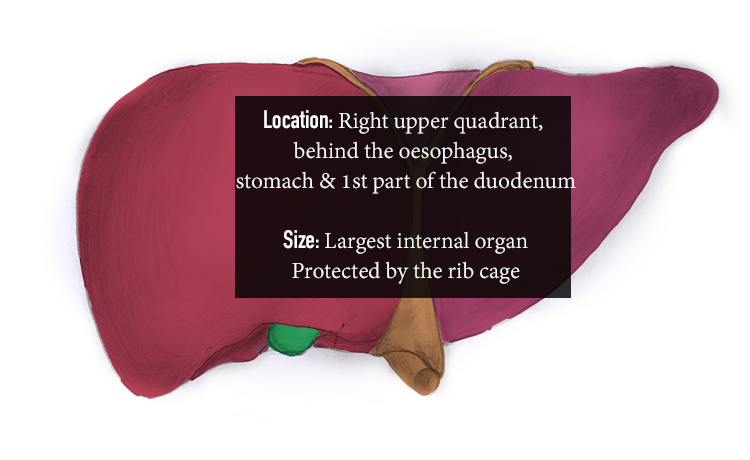 Location: Right upper quadrant,
behind the oesophagus,
stomach & 1st part of the duodenum
Size: Largest internal organ
Protected by the rib cage